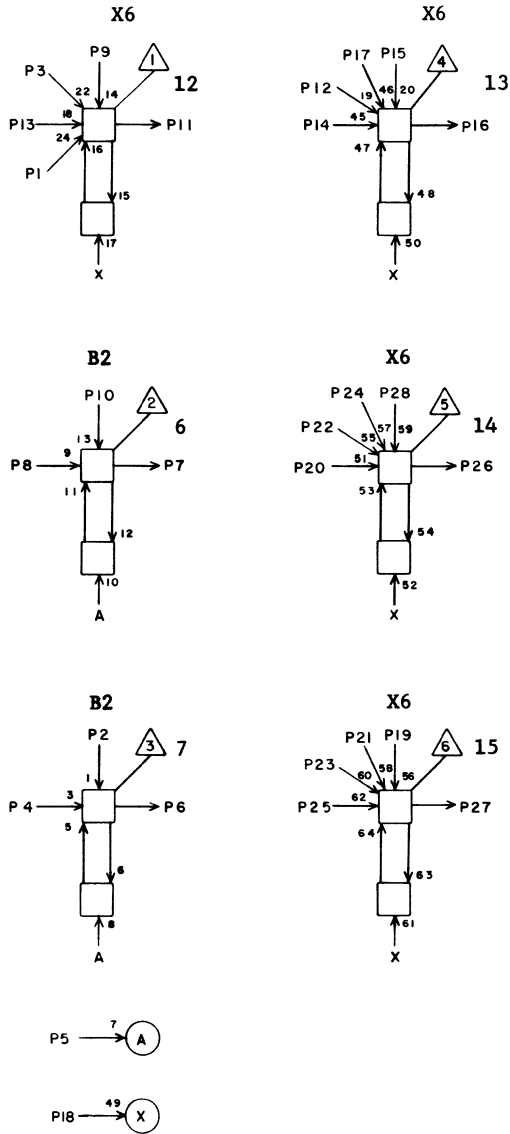 X6
1
12
P9
P3
22
14
P13
18
P11
24
16
P1
15
17
X
X6
4
13
P17
P15
P12
19
46
20
P14
45
P16
47
48
50
X
B2
2
6
P10
13
P8
9
P7
11
12
10
A
X6
5
14
P24
P28
P22
57
59
55
P20
51
P26
53
54
52
X
B2
3
7
P2
1
P4
3
P6
5
6
8
A
X6
6
15
P21
P19
P23
58
60
56
P25
62
P27
64
63
61
X
P5
7
A
P18
49
X